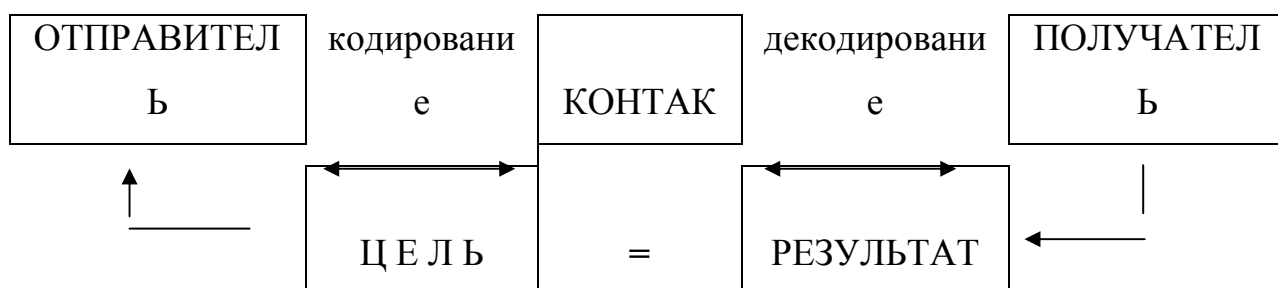 ОТПРАВИТЕЛ кодировани декодировани ПОЛУЧАТЕЛ
Ь е КОНТАК е Ь
Ц Е Л Ь = РЕЗУЛЬТАТ